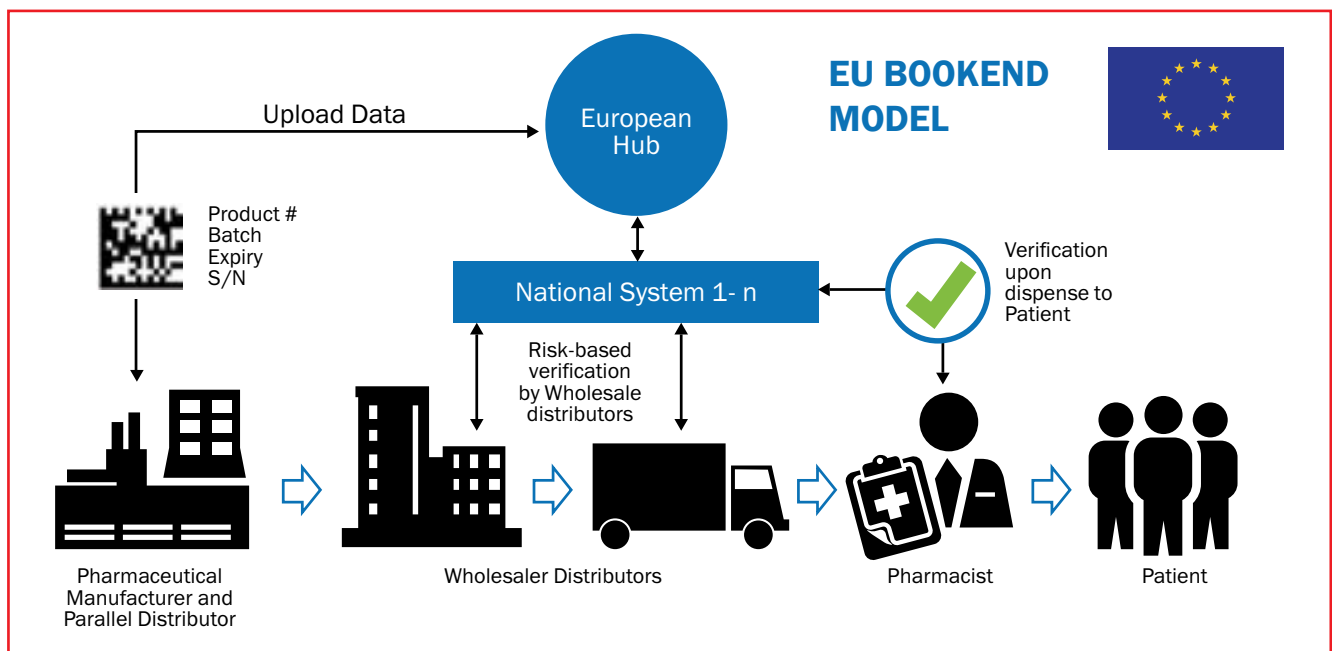 EU BOOKEND
MODEL
European
Hub
Upload Data
Product #
Batch
Expiry
S/N
National System 1- n
Verification
upon
dispense to
Patient
Risk-based
verification
by Wholesale
distributors
Pharmaceutical
Manufacturer and
Parallel Distributor
Wholesaler Distributors
Pharmacist
Patient